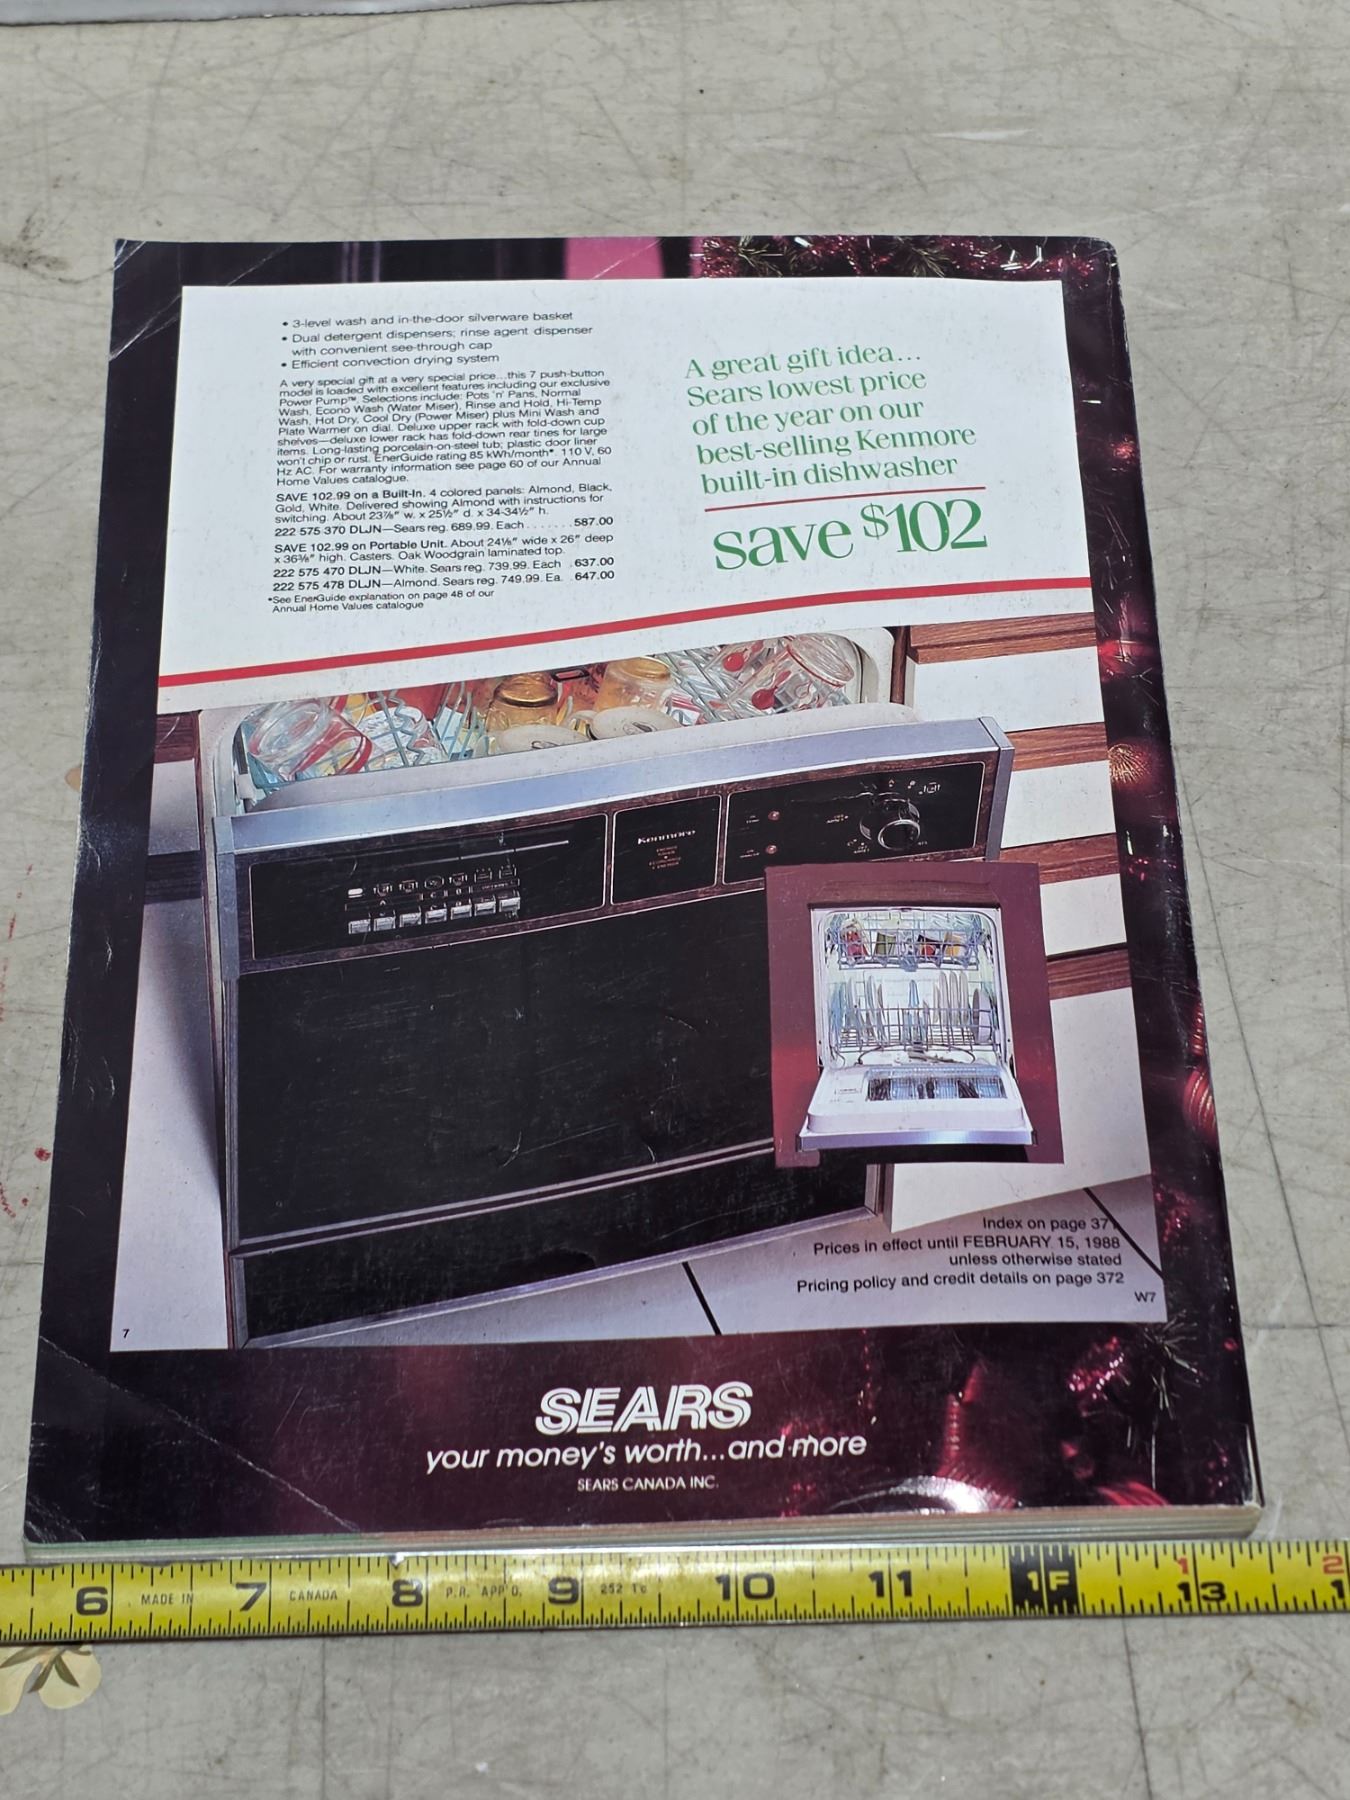 • 3-level wash and in-the-door silverware basket
• Dual detergent dispensers; rinse agent dispenser
with convenient see-through cap
• Efficient convection drying system
A very special gift at a very special price...this 7 push-button
model is loaded with excellent features including our exclusive
Power Pump™. Selections include: Pots 'n' Pans, Normal
Wash, Econo Wash (Water Miser), Rinse and Hold, Hi-Temp
Wash, Hot Dry, Cool Dry (Power Miser) plus Mini Wash and
Plate Warmer on dial. Deluxe upper rack with fold-down cup
shelves—deluxe lower rack has fold-down rear tines for large
items. Long-lasting porcelain-on-steel tub; plastic door liner
won't chip or rust. EnerGuide rating 85 kWh/month*. 110 V, 60
Hz AC. For warranty information see page 60 of our Annual
Home Values catalogue.
SAVE 102.99 on a Built-In. 4 colored panels: Almond, Black,
Gold, White. Delivered showing Almond with instructions for
switching. About 23⅞" w. x 25½" d. x 34-34½" h.
222 575 370 DLJN—Sears reg. 689.99. Each . . . . . . . 587.00
SAVE 102.99 on Portable Unit. About 24⅛" wide x 26" deep
x 36⅜" high. Casters. Oak Woodgrain laminated top.
222 575 470 DLJN—White. Sears reg. 739.99. Each . 637.00
222 575 478 DLJN—Almond. Sears reg. 749.99. Ea. 647.00
*See EnerGuide explanation on page 48 of our
Annual Home Values catalogue
A great gift idea...
Sears lowest price
of the year on our
best-selling Kenmore
built-in dishwasher
save $102
Kenmore
Index on page 371
Prices in effect until FEBRUARY 15, 1988
unless otherwise stated
Pricing policy and credit details on page 372
W7
7
SEARS
your money's worth...and more
SEARS CANADA INC.
6 MADE IN 7 CANADA 8 P.A. APP'D. 9 10 11 1F 1 13 2
1